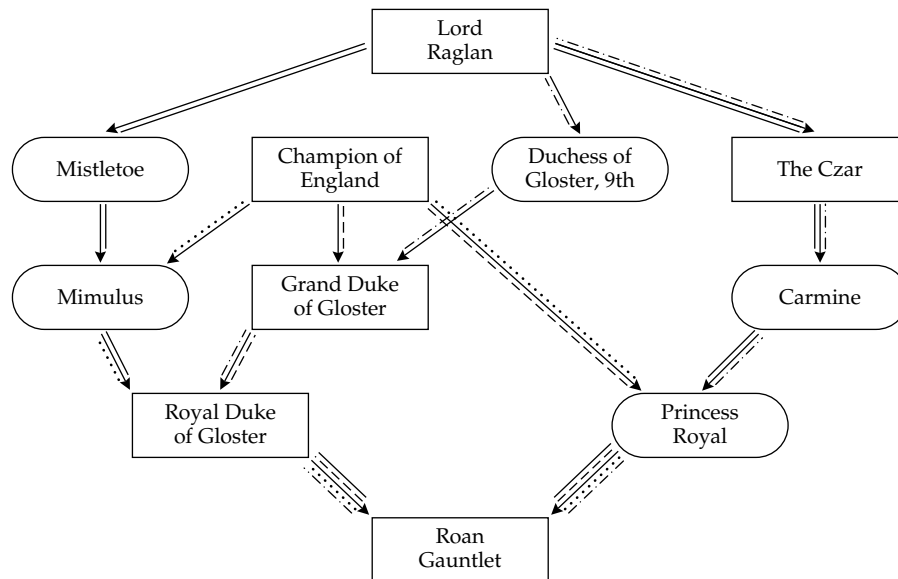 Lord
Raglan
Mistletoe
Champion of
England
Duchess of
Gloster, 9th
The Czar
Mimulus
Grand Duke
of Gloster
Carmine
Royal Duke
of Gloster
Princess
Royal
Roan
Gauntlet